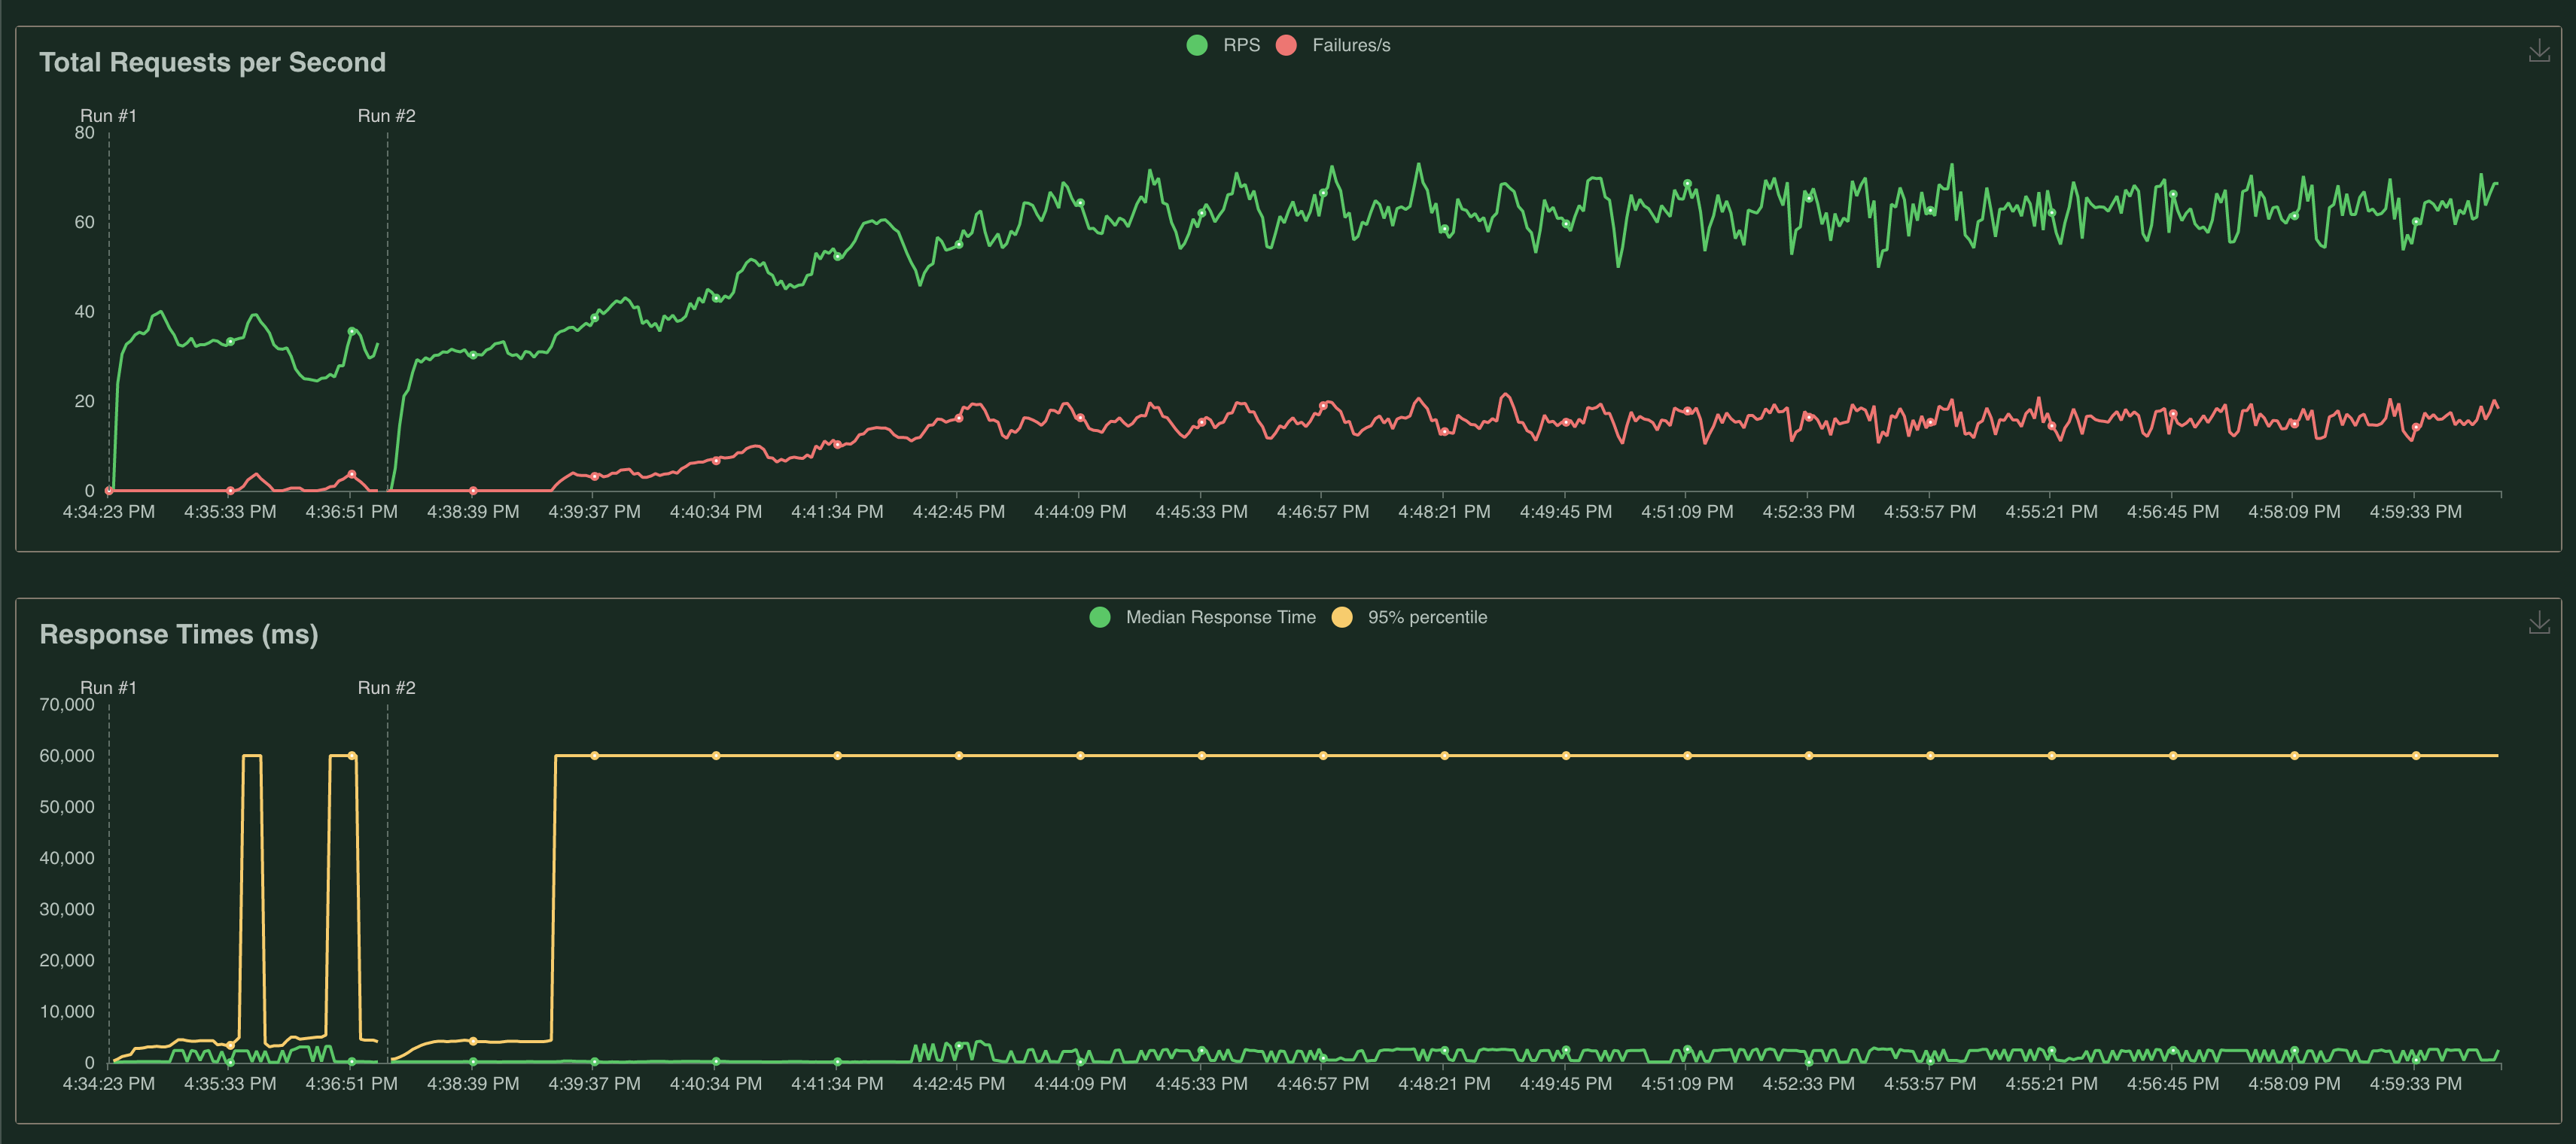 RPS Failures/s
Total Requests per Second
Run #1 Run #2
80
60
40
20
0
4:34:23 PM 4:35:33 PM 4:36:51 PM 4:38:39 PM 4:39:37 PM 4:40:34 PM 4:41:34 PM 4:42:45 PM 4:44:09 PM 4:45:33 PM 4:46:57 PM 4:48:21 PM 4:49:45 PM 4:51:09 PM 4:52:33 PM 4:53:57 PM 4:55:21 PM 4:56:45 PM 4:58:09 PM 4:59:33 PM
Median Response Time 95% percentile
Response Times (ms)
Run #1 Run #2
70,000
60,000
50,000
40,000
30,000
20,000
10,000
0
4:34:23 PM 4:35:33 PM 4:36:51 PM 4:38:39 PM 4:39:37 PM 4:40:34 PM 4:41:34 PM 4:42:45 PM 4:44:09 PM 4:45:33 PM 4:46:57 PM 4:48:21 PM 4:49:45 PM 4:51:09 PM 4:52:33 PM 4:53:57 PM 4:55:21 PM 4:56:45 PM 4:58:09 PM 4:59:33 PM